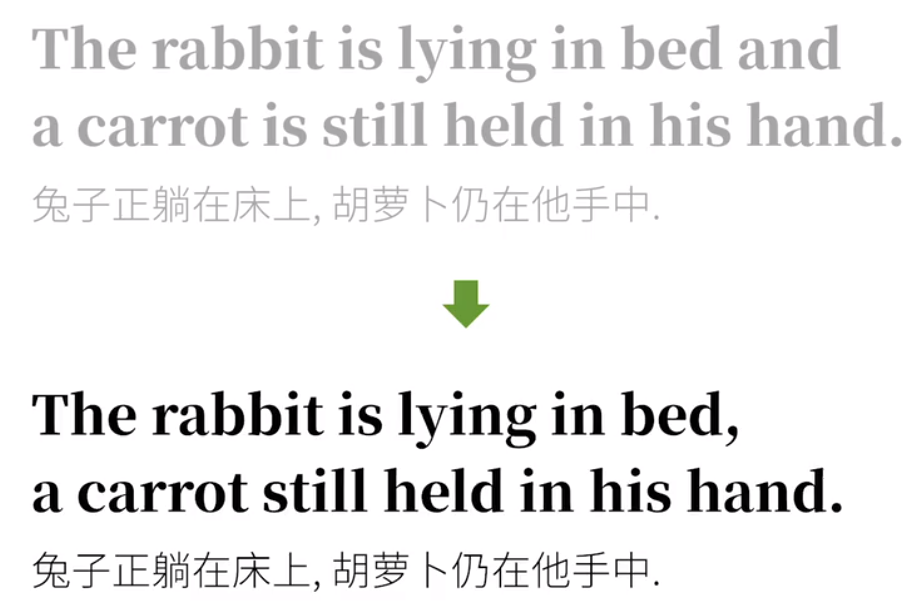 The rabbit is lying in bed and
a carrot is still held in his hand.
兔子正躺在床上, 胡萝卜仍在他手中.
The rabbit is lying in bed,
a carrot still held in his hand.
兔子正躺在床上, 胡萝卜仍在他手中.